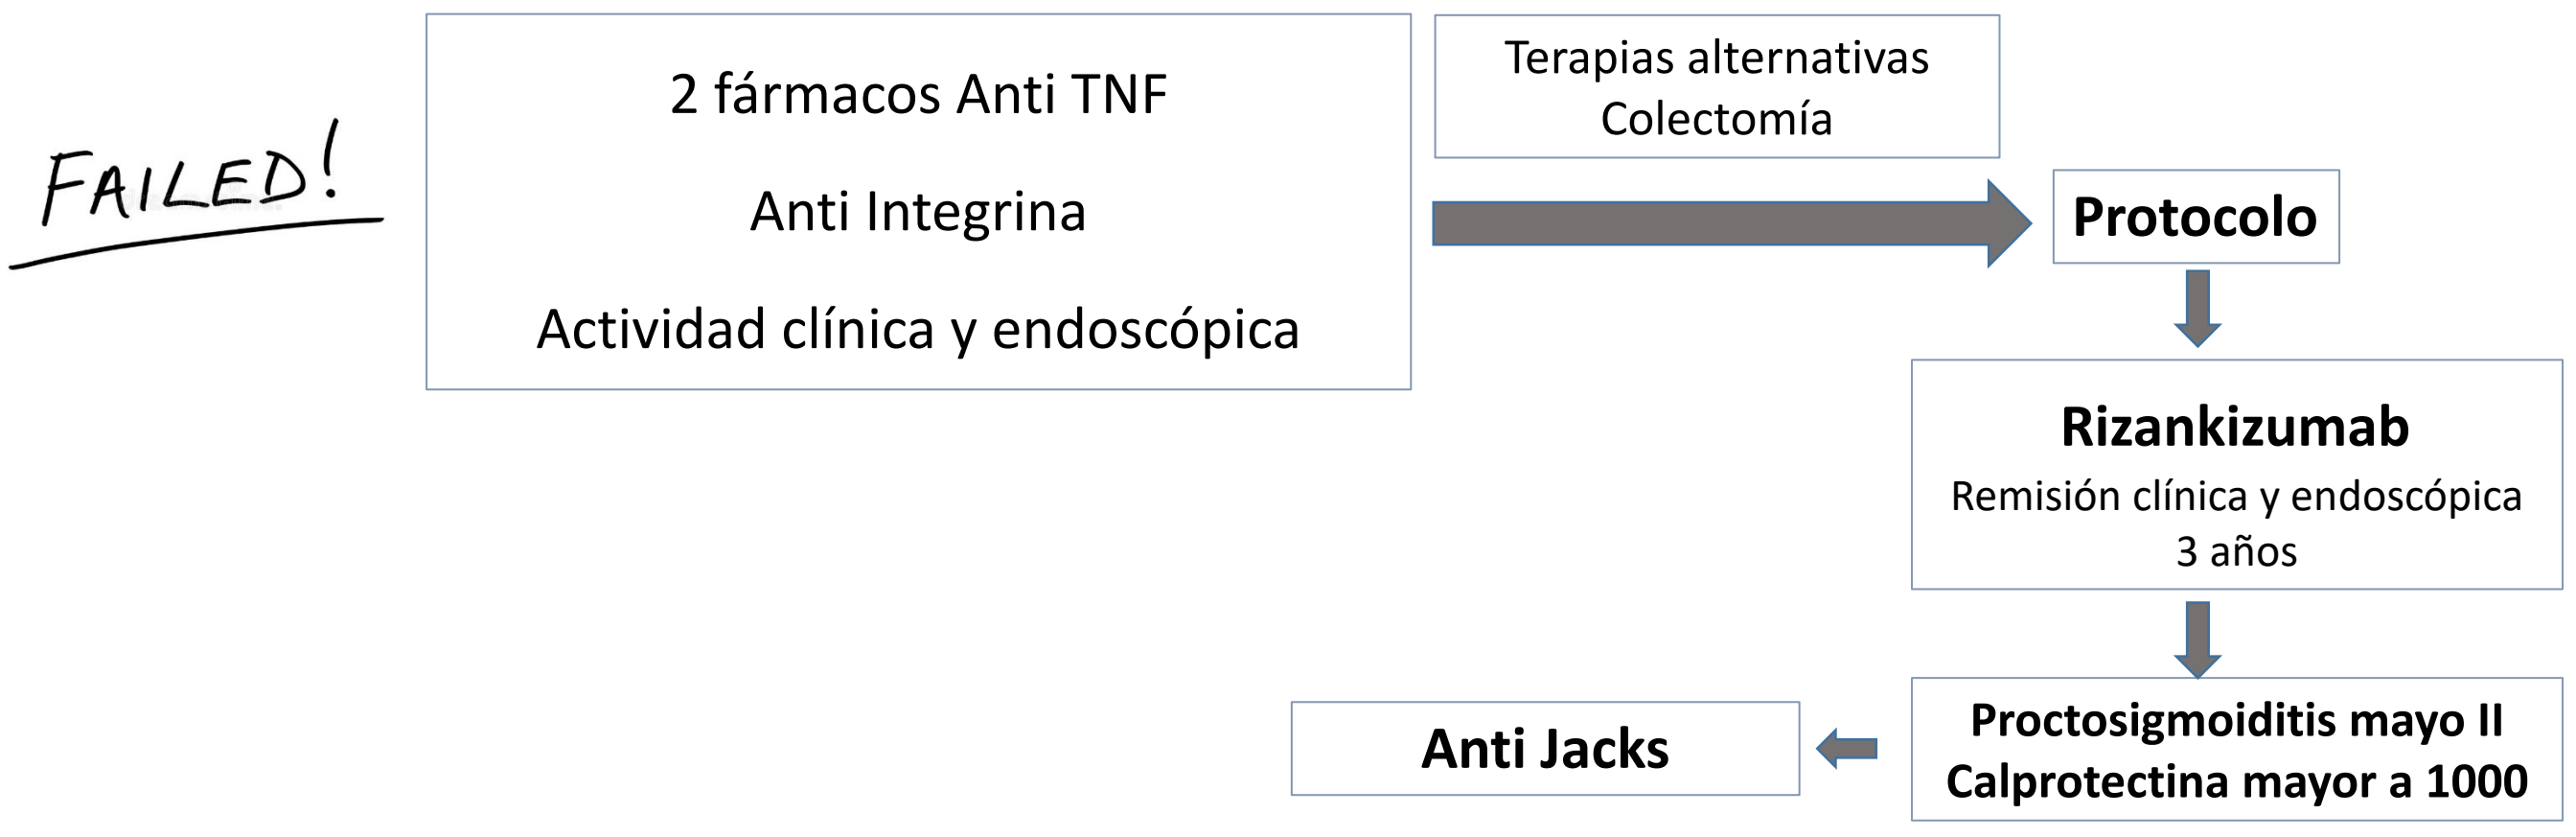 FAILED!
2 fármacos Anti TNF
Anti Integrina
Actividad clínica y endoscópica
Terapias alternativas
Colectomía
Protocolo
Rizankizumab
Remisión clínica y endoscópica
3 años
Proctosigmoiditis mayo II
Calprotectina mayor a 1000
Anti Jacks